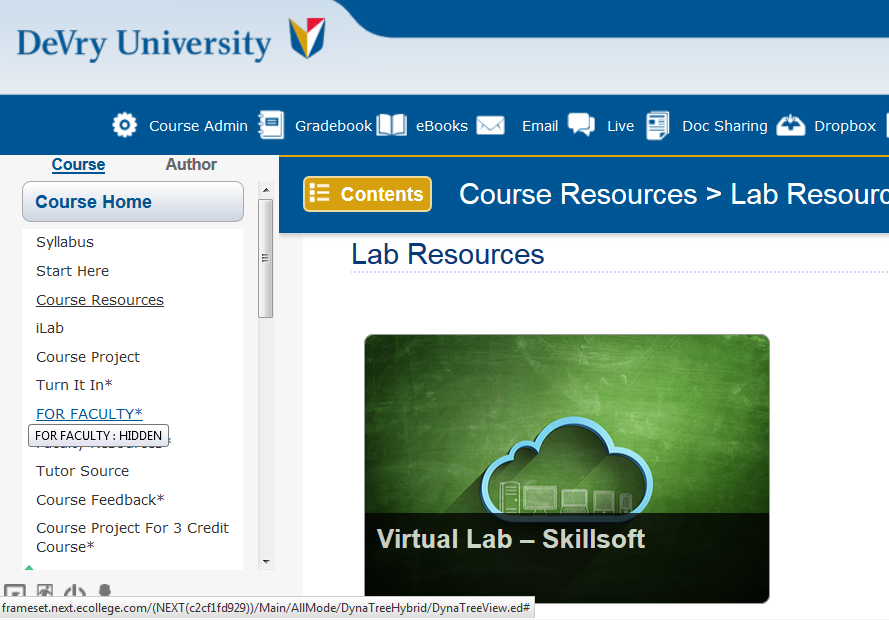 DeVry University
Course Admin Gradebook eBooks Email Live Doc Sharing Dropbox
Course Author
Course Home
Syllabus
Start Here
Course Resources
iLab
Course Project
Turn It In*
FOR FACULTY*
FOR FACULTY : HIDDEN
Tutor Source
Course Feedback*
Course Project For 3 Credit
Course*
Contents
Course Resources > Lab Resourc
Lab Resources
Virtual Lab – Skillsoft
frameset.next.ecollege.com/(NEXT(c2cf1fd929))/Main/AllMode/DynaTreeHybrid/DynaTreeView.ed#